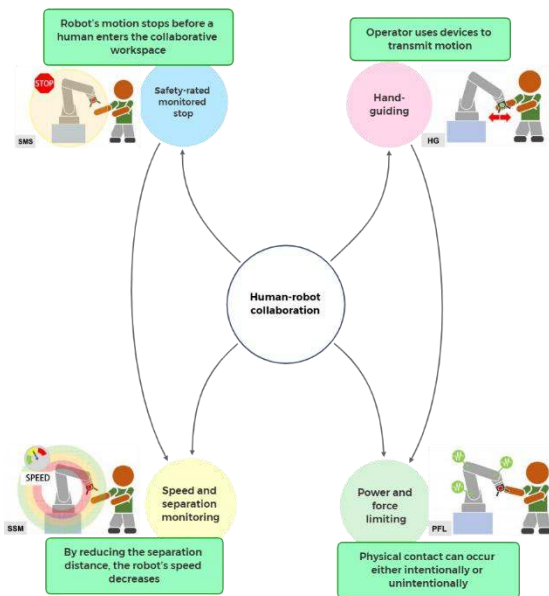 Robot's motion stops before a
human enters the collaborative
workspace
Operator uses devices to
transmit motion
STOP
SMS
Safety-rated
monitored
stop
Hand-
guiding
HG
Human-robot
collaboration
SPEED
SSM
Speed and
separation
monitoring
Power and
force
limiting
PFL
By reducing the separation
distance, the robot's speed
decreases
Physical contact can occur
either intentionally or
unintentionally